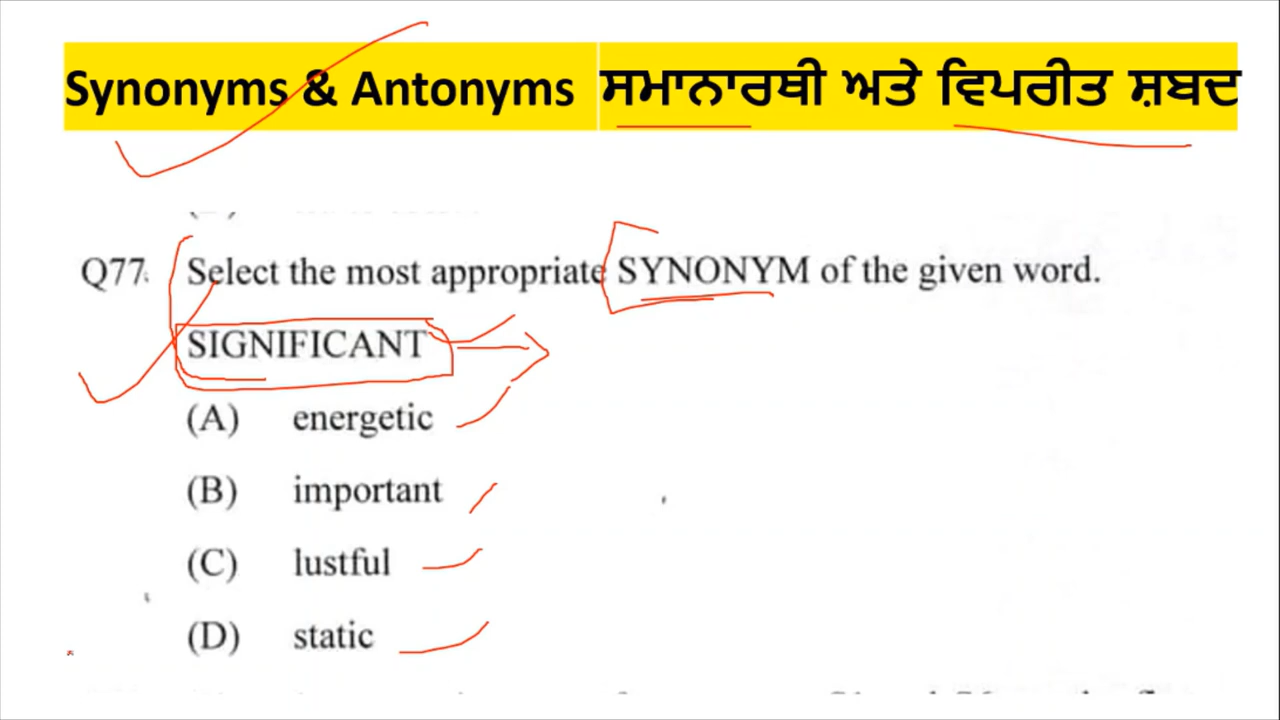 Synonyms & Antonyms ਸਮਾਨਾਰਥੀ ਅਤੇ ਵਿਪਰੀਤ ਸ਼ਬਦ
Q77. Select the most appropriate SYNONYM of the given word.
SIGNIFICANT
(A) energetic
(B) important
(C) lustful
(D) static